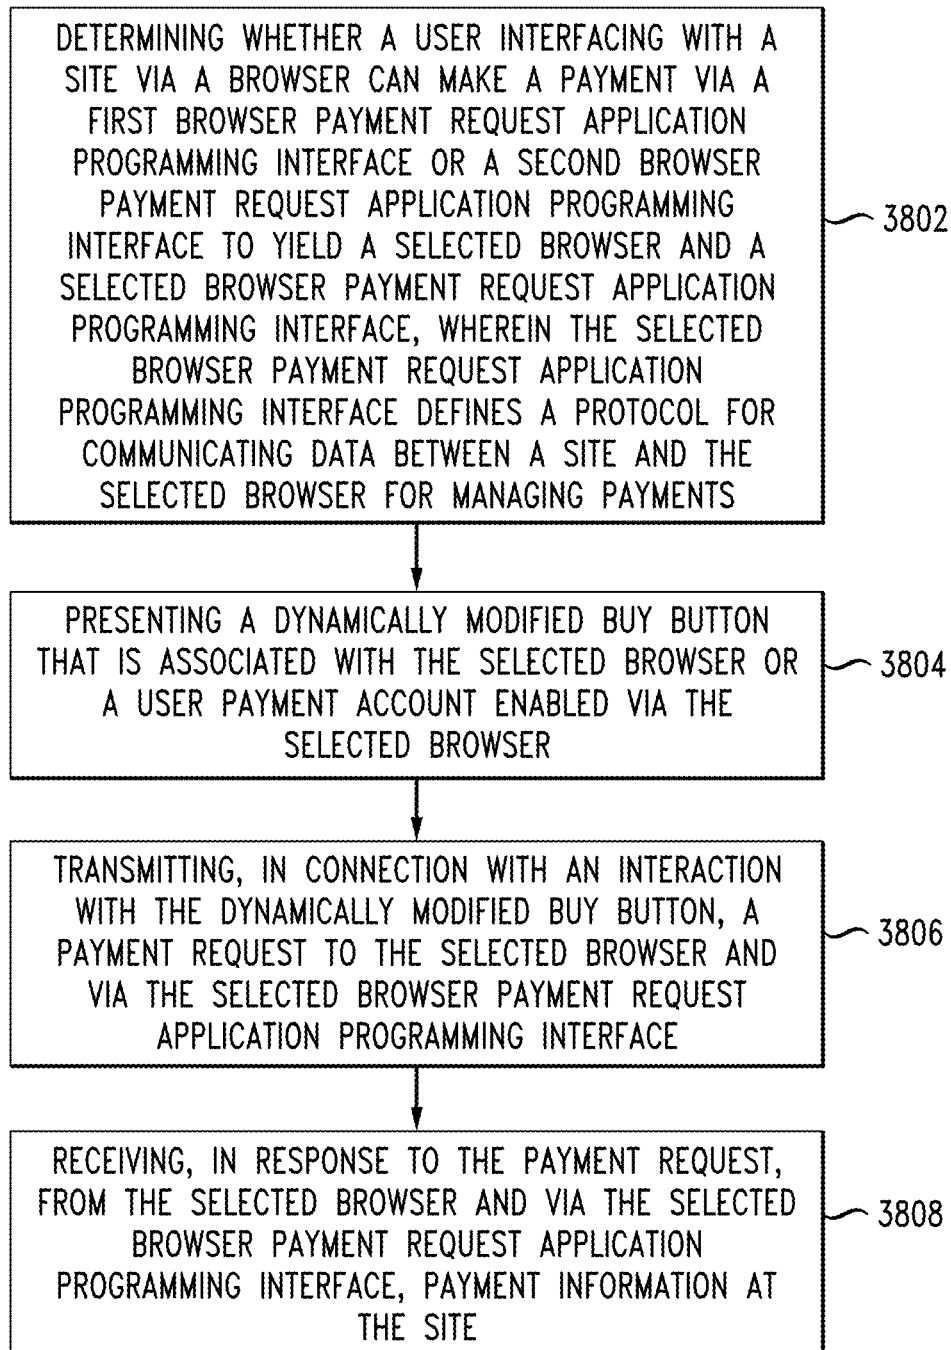 DETERMINING WHETHER A USER INTERFACING WITH A
SITE VIA A BROWSER CAN MAKE A PAYMENT VIA A
FIRST BROWSER PAYMENT REQUEST APPLICATION
PROGRAMMING INTERFACE OR A SECOND BROWSER
PAYMENT REQUEST APPLICATION PROGRAMMING
INTERFACE TO YIELD A SELECTED BROWSER AND A
SELECTED BROWSER PAYMENT REQUEST APPLICATION
PROGRAMMING INTERFACE, WHEREIN THE SELECTED
BROWSER PAYMENT REQUEST APPLICATION
PROGRAMMING INTERFACE DEFINES A PROTOCOL FOR
COMMUNICATING DATA BETWEEN A SITE AND THE
SELECTED BROWSER FOR MANAGING PAYMENTS
3802
PRESENTING A DYNAMICALLY MODIFIED BUY BUTTON
THAT IS ASSOCIATED WITH THE SELECTED BROWSER OR
A USER PAYMENT ACCOUNT ENABLED VIA THE
SELECTED BROWSER
3804
TRANSMITTING, IN CONNECTION WITH AN INTERACTION
WITH THE DYNAMICALLY MODIFIED BUY BUTTON, A
PAYMENT REQUEST TO THE SELECTED BROWSER AND
VIA THE SELECTED BROWSER PAYMENT REQUEST
APPLICATION PROGRAMMING INTERFACE
3806
RECEIVING, IN RESPONSE TO THE PAYMENT REQUEST,
FROM THE SELECTED BROWSER AND VIA THE SELECTED
BROWSER PAYMENT REQUEST APPLICATION
PROGRAMMING INTERFACE, PAYMENT INFORMATION AT
THE SITE
3808